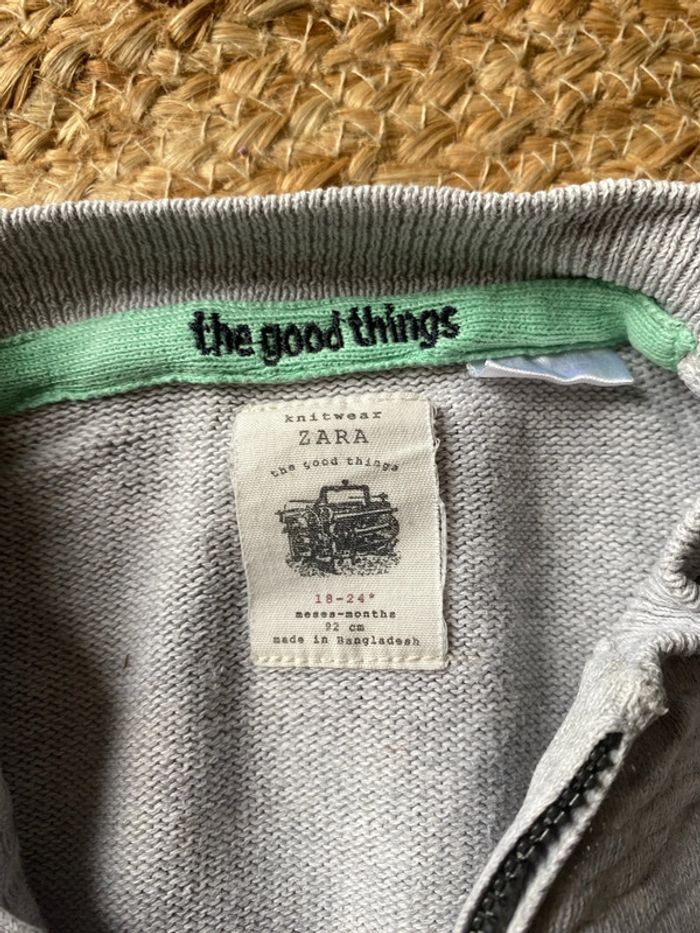 the good things
knitwear
ZARA
the good things
18-24*
meses-months
92 cm
made in Bangladesh